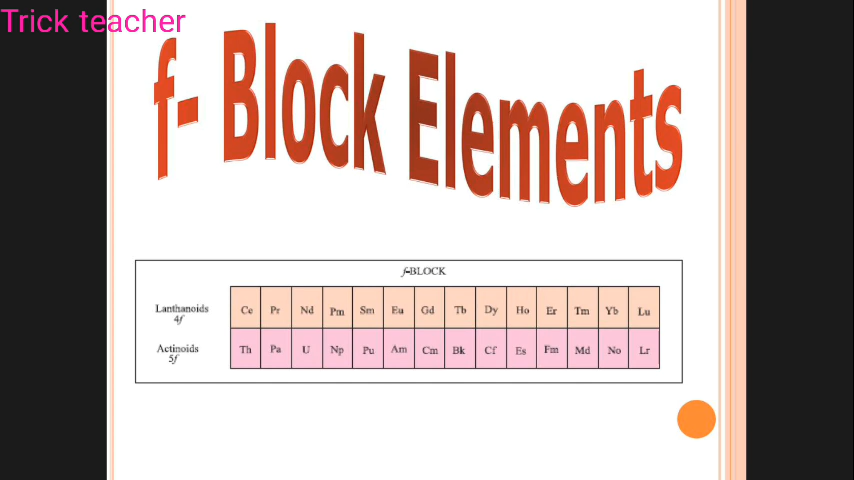 Trick teacher
f- Block Elements
f-BLOCK
Lanthanoids Ce Pr Nd Pm Sm Eu Gd Tb Dy Ho Er Tm Yb Lu
4f
Actinoids Th Pa U Np Pu Am Cm Bk Cf Es Fm Md No Lr
5f